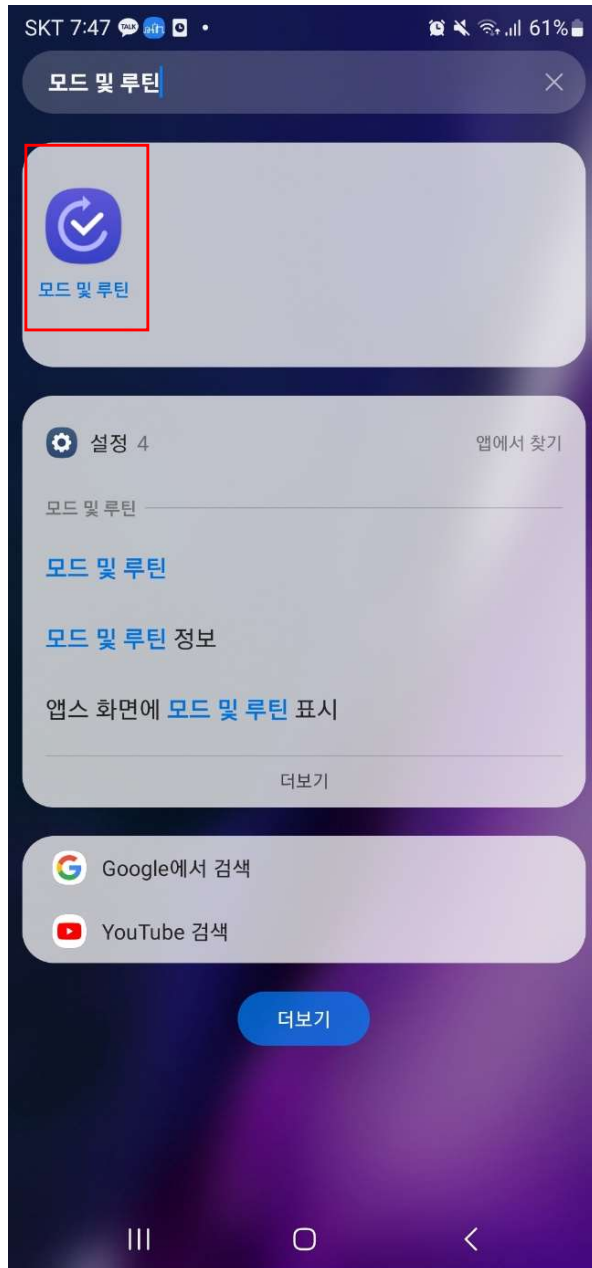 SKT 7:47 TALK 61%
모드 및 루틴
모드 및 루틴
설정 4 앱에서 찾기
모드 및 루틴
모드 및 루틴
모드 및 루틴 정보
앱스 화면에 모드 및 루틴 표시
더보기
Google에서 검색
YouTube 검색
더보기